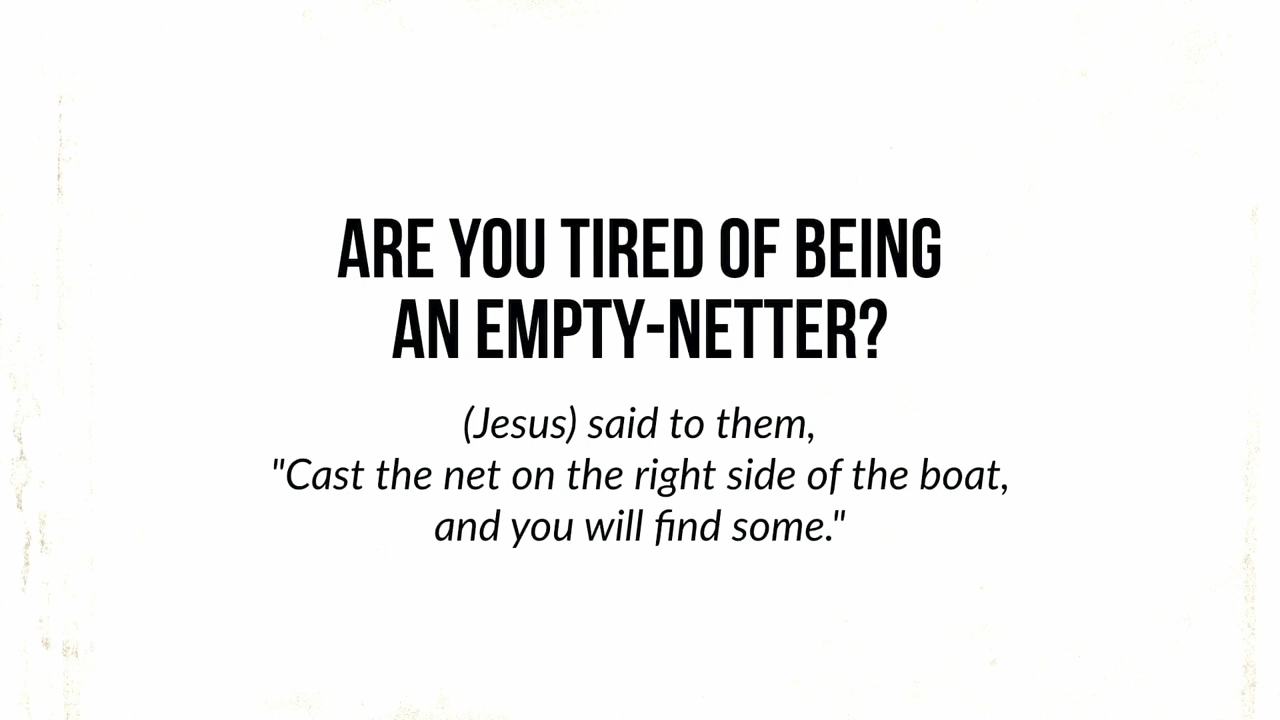 ARE YOU TIRED OF BEING
AN EMPTY-NETTER?
(Jesus) said to them,
"Cast the net on the right side of the boat,
and you will find some."